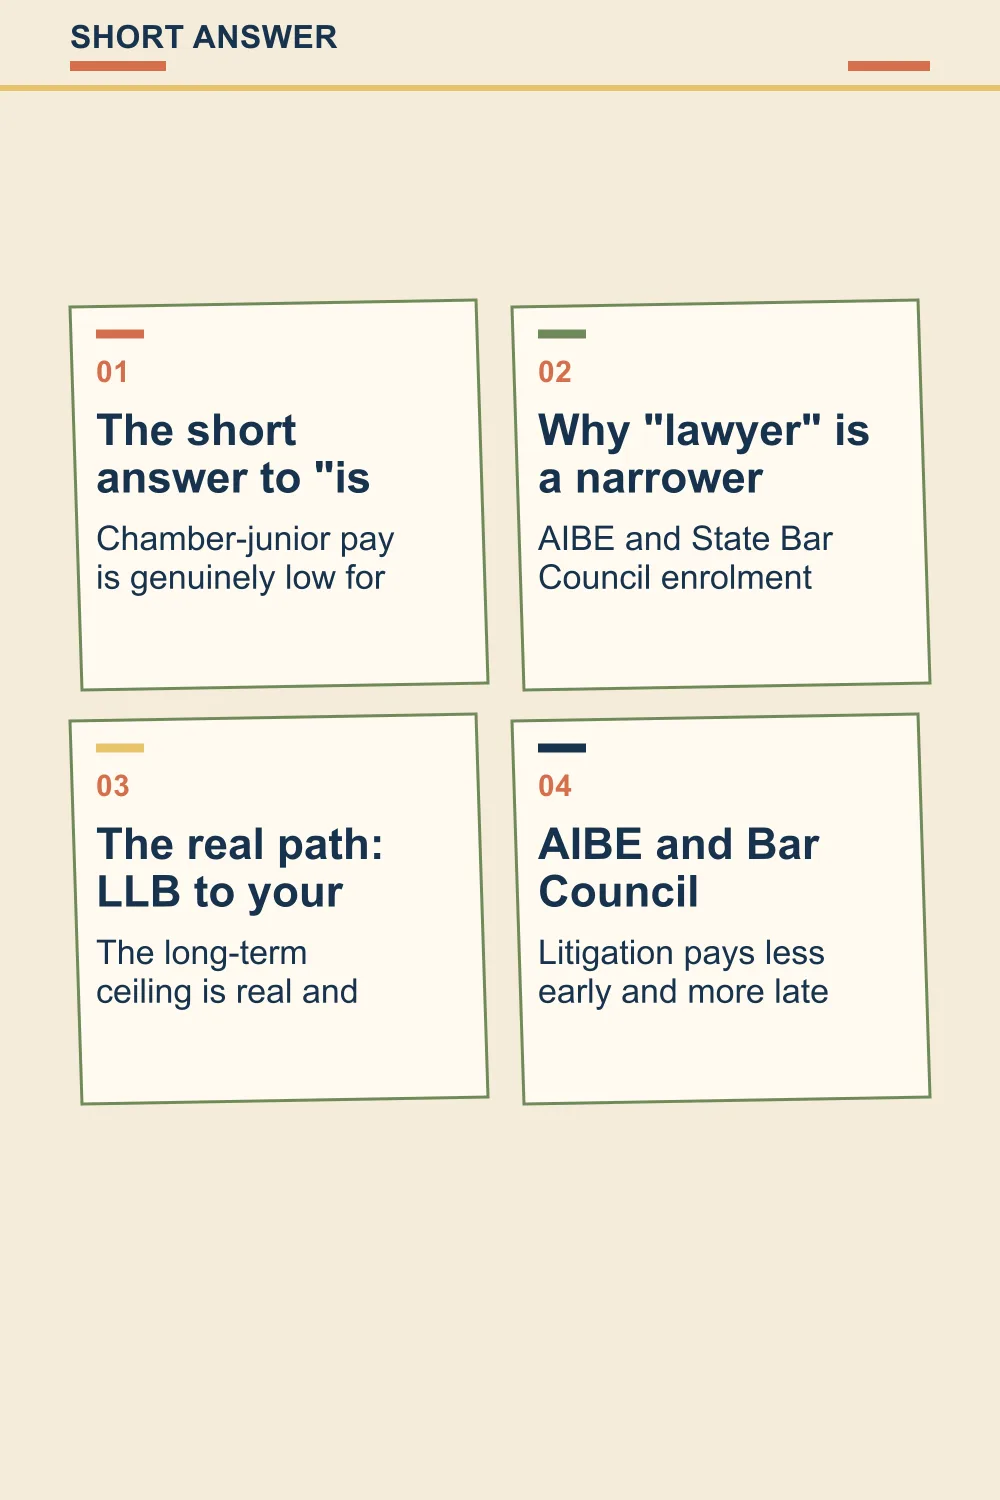 SHORT ANSWER
01
The short
answer to "is
Chamber-junior pay
is genuinely low for
02
Why "lawyer" is
a narrower
AIBE and State Bar
Council enrolment
03
The real path:
LLB to your
The long-term
ceiling is real and
04
AIBE and Bar
Council
Litigation pays less
early and more late